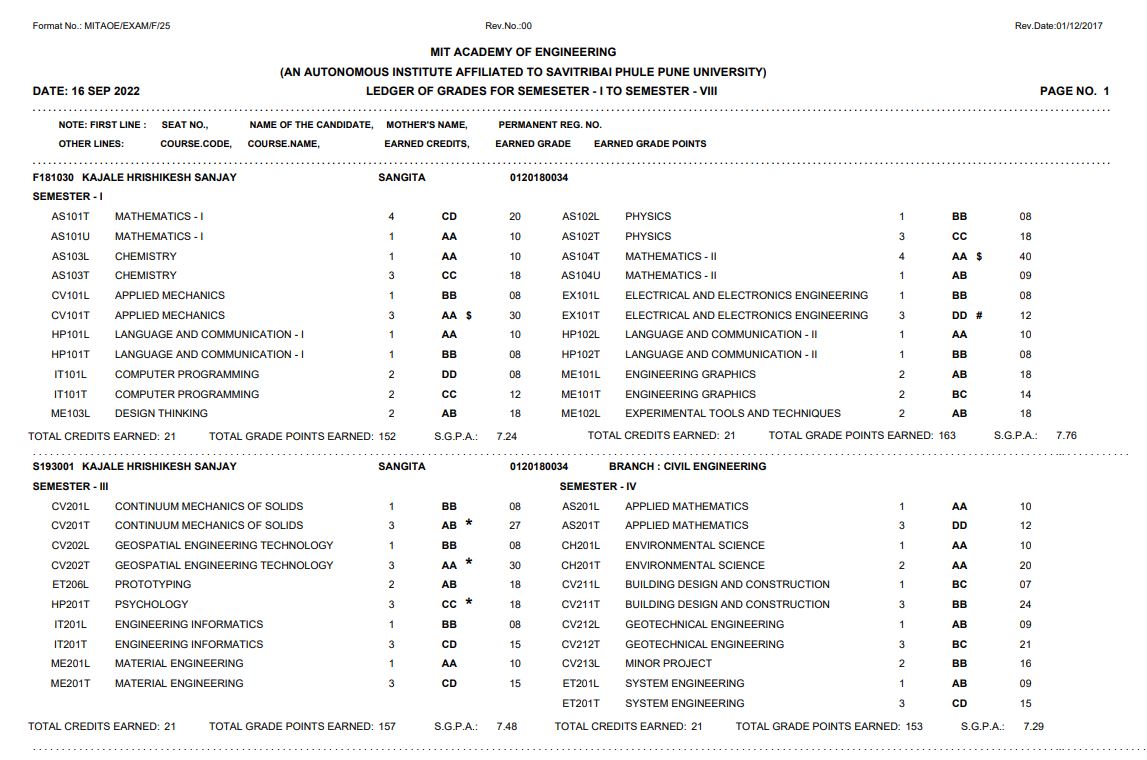 Format No.: MITAOE/EXAM/F/25 Rev.No.:00 Rev.Date:01/12/2017
MIT ACADEMY OF ENGINEERING
(AN AUTONOMOUS INSTITUTE AFFILIATED TO SAVITRIBAI PHULE PUNE UNIVERSITY)
DATE: 16 SEP 2022 LEDGER OF GRADES FOR SEMESETER - I TO SEMESTER - VIII PAGE NO. 1
NOTE: FIRST LINE : SEAT NO., NAME OF THE CANDIDATE, MOTHER'S NAME, PERMANENT REG. NO.
OTHER LINES: COURSE.CODE, COURSE.NAME, EARNED CREDITS, EARNED GRADE EARNED GRADE POINTS
F181030 KAJALE HRISHIKESH SANJAY SANGITA 0120180034
SEMESTER - I
AS101T MATHEMATICS - I 4 CD 20 AS102L PHYSICS 1 BB 08
AS101U MATHEMATICS - I 1 AA 10 AS102T PHYSICS 3 CC 18
AS103L CHEMISTRY 1 AA 10 AS104T MATHEMATICS - II 4 AA $ 40
AS103T CHEMISTRY 3 CC 18 AS104U MATHEMATICS - II 1 AB 09
CV101L APPLIED MECHANICS 1 BB 08 EX101L ELECTRICAL AND ELECTRONICS ENGINEERING 1 BB 08
CV101T APPLIED MECHANICS 3 AA $ 30 EX101T ELECTRICAL AND ELECTRONICS ENGINEERING 3 DD # 12
HP101L LANGUAGE AND COMMUNICATION - I 1 AA 10 HP102L LANGUAGE AND COMMUNICATION - II 1 AA 10
HP101T LANGUAGE AND COMMUNICATION - I 1 BB 08 HP102T LANGUAGE AND COMMUNICATION - II 1 BB 08
IT101L COMPUTER PROGRAMMING 2 DD 08 ME101L ENGINEERING GRAPHICS 2 AB 18
IT101T COMPUTER PROGRAMMING 2 CC 12 ME101T ENGINEERING GRAPHICS 2 BC 14
ME103L DESIGN THINKING 2 AB 18 ME102L EXPERIMENTAL TOOLS AND TECHNIQUES 2 AB 18
TOTAL CREDITS EARNED: 21 TOTAL GRADE POINTS EARNED: 152 S.G.P.A.: 7.24 TOTAL CREDITS EARNED: 21 TOTAL GRADE POINTS EARNED: 163 S.G.P.A.: 7.76
S193001 KAJALE HRISHIKESH SANJAY SANGITA 0120180034 BRANCH : CIVIL ENGINEERING
SEMESTER - III SEMESTER - IV
CV201L CONTINUUM MECHANICS OF SOLIDS 1 BB 08 AS201L APPLIED MATHEMATICS 1 AA 10
CV201T CONTINUUM MECHANICS OF SOLIDS 3 AB * 27 AS201T APPLIED MATHEMATICS 3 DD 12
CV202L GEOSPATIAL ENGINEERING TECHNOLOGY 1 BB 08 CH201L ENVIRONMENTAL SCIENCE 1 AA 10
CV202T GEOSPATIAL ENGINEERING TECHNOLOGY 3 AA * 30 CH201T ENVIRONMENTAL SCIENCE 2 AA 20
ET206L PROTOTYPING 2 AB 18 CV211L BUILDING DESIGN AND CONSTRUCTION 1 BC 07
HP201T PSYCHOLOGY 3 CC * 18 CV211T BUILDING DESIGN AND CONSTRUCTION 3 BB 24
IT201L ENGINEERING INFORMATICS 1 BB 08 CV212L GEOTECHNICAL ENGINEERING 1 AB 09
IT201T ENGINEERING INFORMATICS 3 CD 15 CV212T GEOTECHNICAL ENGINEERING 3 BC 21
ME201L MATERIAL ENGINEERING 1 AA 10 CV213L MINOR PROJECT 2 BB 16
ME201T MATERIAL ENGINEERING 3 CD 15 ET201L SYSTEM ENGINEERING 1 AB 09
ET201T SYSTEM ENGINEERING 3 CD 15
TOTAL CREDITS EARNED: 21 TOTAL GRADE POINTS EARNED: 157 S.G.P.A.: 7.48 TOTAL CREDITS EARNED: 21 TOTAL GRADE POINTS EARNED: 153 S.G.P.A.: 7.29